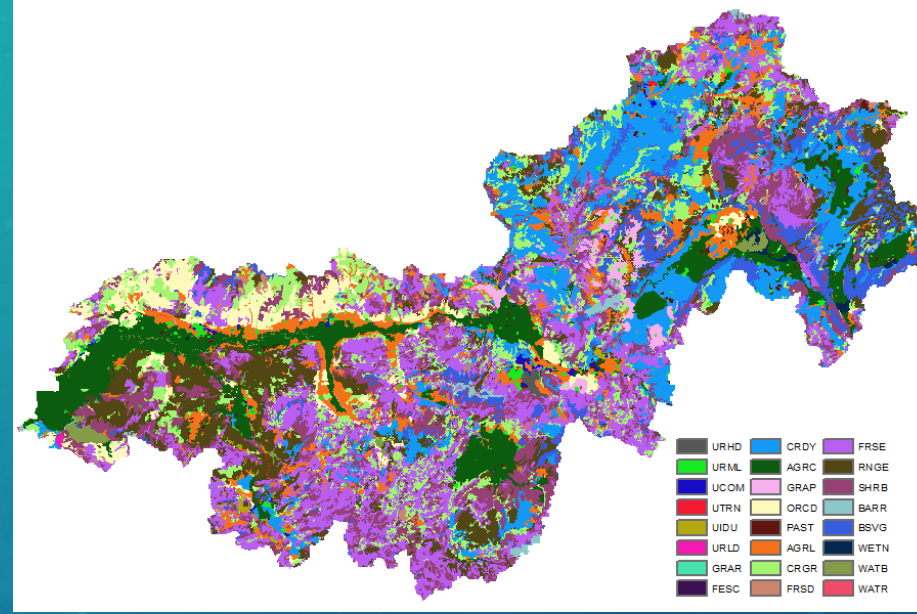 URHD CRDY FRSE
URML AGRC RNGE
UCOM GRAP SHRB
UTRN ORCD BARR
UIDU PAST BSVG
URLD AGRL WETN
GRAR CRGR WATB
FESC FRSD WATR